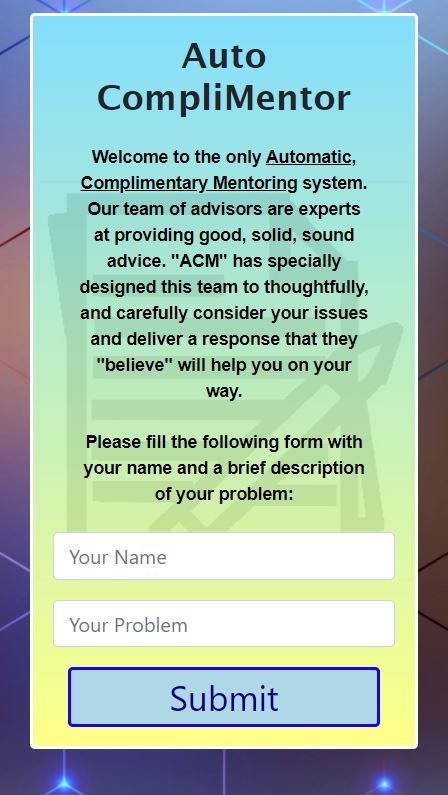 Auto
CompliMentor
Welcome to the only Automatic,
Complimentary Mentoring system.
Our team of advisors are experts
at providing good, solid, sound
advice. "ACM" has specially
designed this team to thoughtfully,
and carefully consider your issues
and deliver a response that they
"believe" will help you on your
way.
Please fill the following form with
your name and a brief description
of your problem:
Your Name
Your Problem
Submit